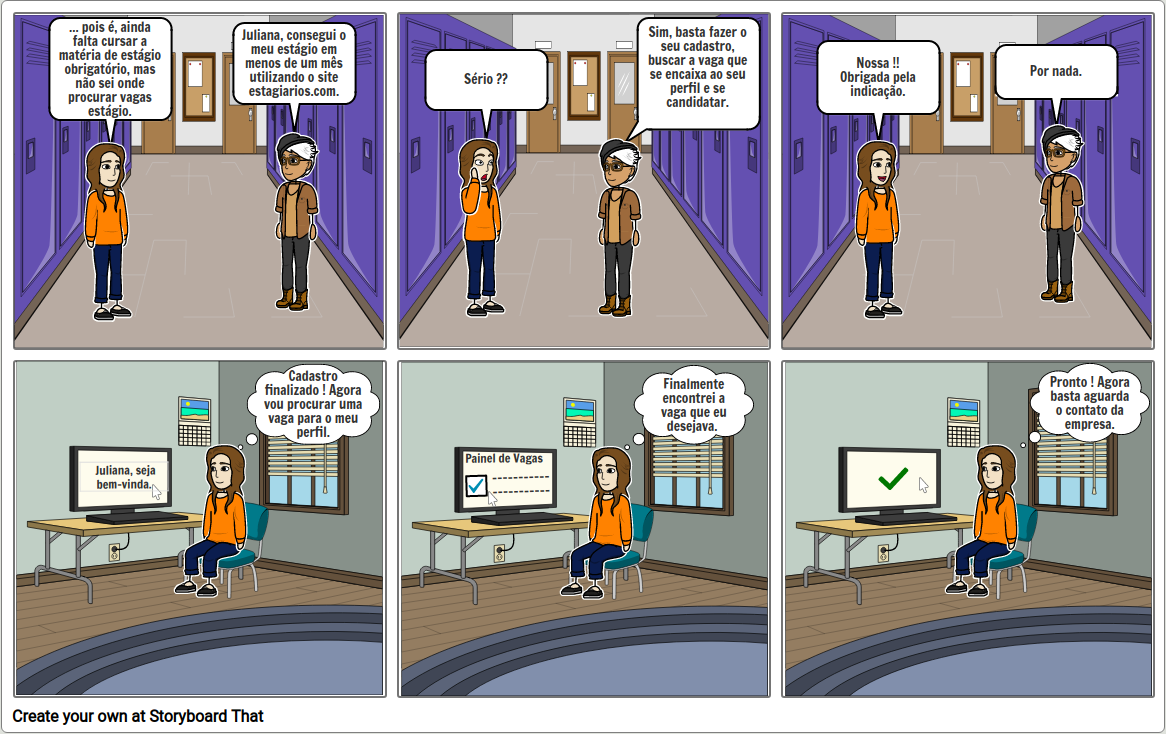 ... pois é, ainda
falta cursar a
matéria de estágio
obrigatório, mas
não sei onde
procurar vagas
estágio.
Juliana, consegui o
meu estágio em
menos de um mês
utilizando o site
estagiarios.com.
Sério ??
Sim, basta fazer o
seu cadastro,
buscar a vaga que
se encaixa ao seu
perfil e se
candidatar.
Nossa !!
Obrigada pela
indicação.
Por nada.
Cadastro
finalizado ! Agora
vou procurar uma
vaga para o meu
perfil.
Juliana, seja
bem-vinda.
Finalmente
encontrei a
vaga que eu
desejava.
Painel de Vagas
Pronto ! Agora
basta aguarda
o contato da
empresa.
Create your own at Storyboard That